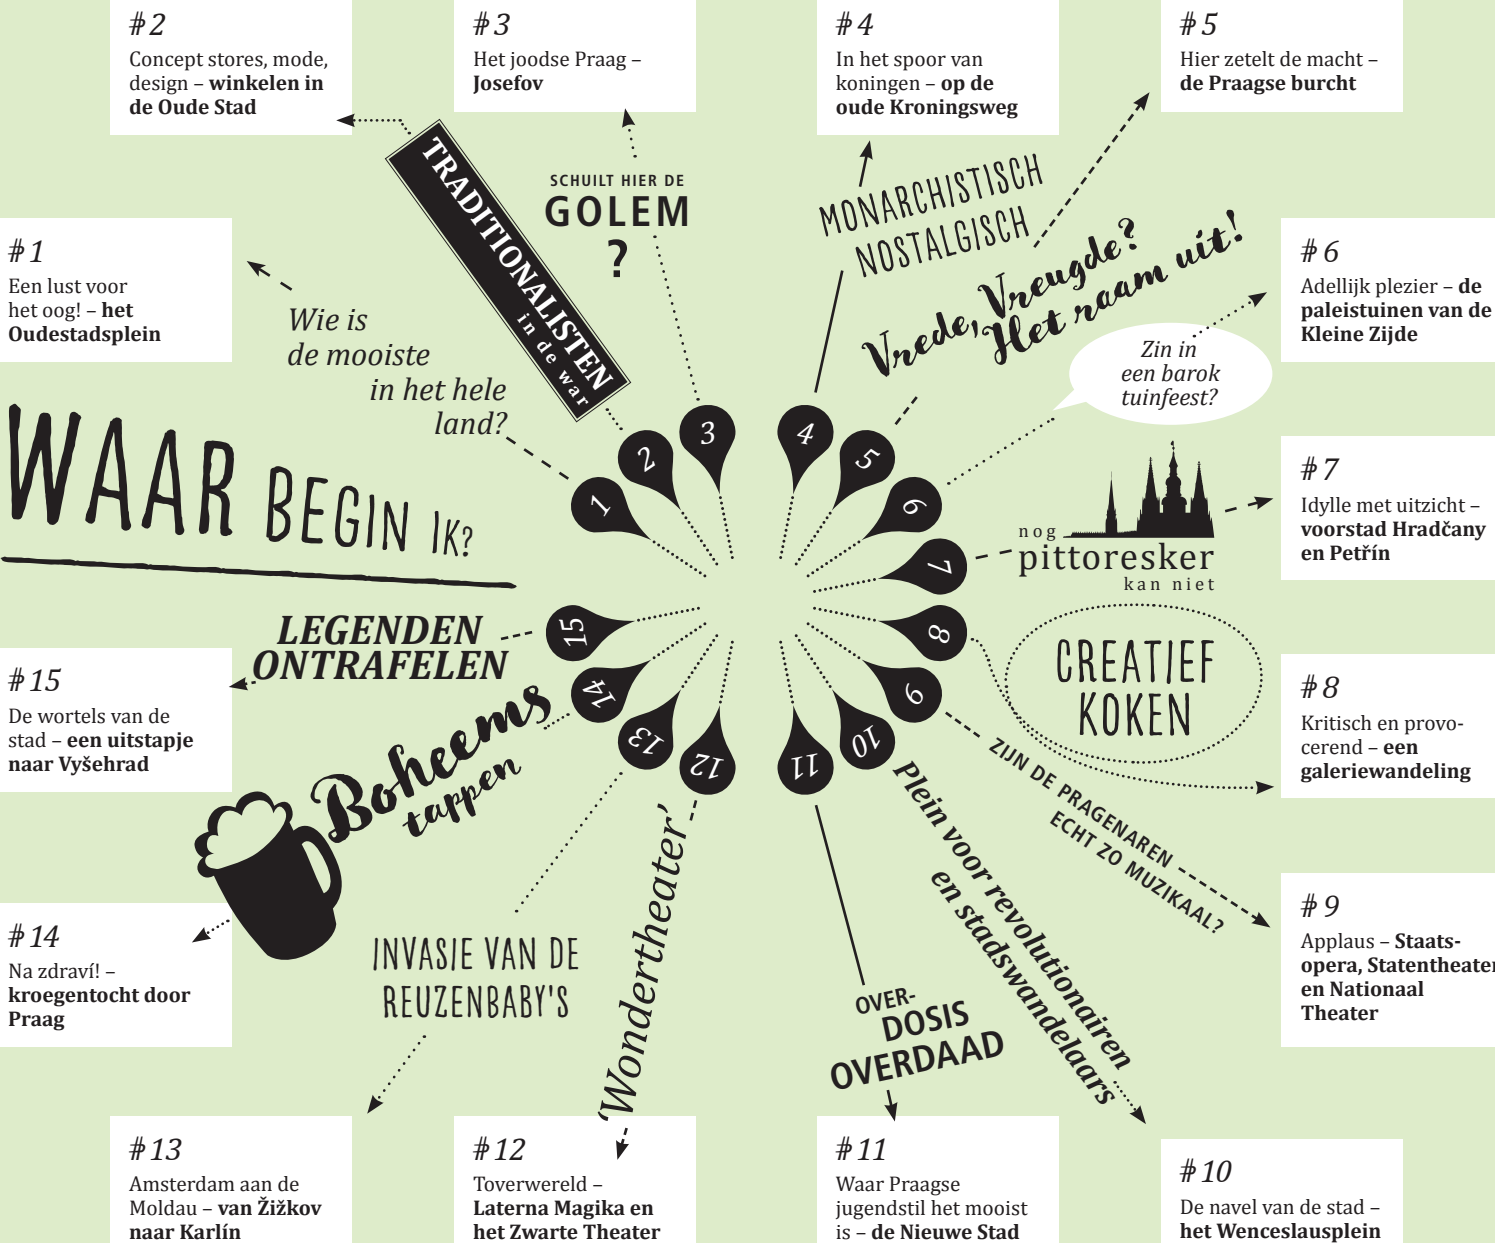 #2
Concept stores, mode,
design – winkelen in
de Oude Stad
#3
Het joodse Praag –
Josefov
#4
In het spoor van
koningen – op de
oude Kroningsweg
#5
Hier zetelt de macht –
de Praagse burcht
#1
Een lust voor
het oog! – het
Oudestadsplein
Wie is
de mooiste
in het hele
land?
TRADITIONALISTEN
in de war
SCHUILT HIER DE
GOLEM
?
MONARCHISTISCH
NOSTALGISCH
Vrede, Vreugde?
Het raam uit!
Zin in
een barok
tuinfeest?
#6
Adellijk plezier – de
paleistuinen van de
Kleine Zijde
WAAR BEGIN IK?
1
2
3
4
5
6
7
8
9
10
11
12
13
14
15
nog
pittoresker
kan niet
#7
Idylle met uitzicht –
voorstad Hradčany
en Petřín
LEGENDEN
ONTRAFELEN
CREATIEF
KOKEN
#15
De wortels van de
stad – een uitstapje
naar Vyšehrad
#8
Kritisch en provo-
cerend – een
galeriewandeling
Boheems
tappen
ZIJN DE PRAGENAREN
ECHT ZO MUZIKAAL?
#14
Na zdraví! –
kroegentocht door
Praag
#9
Applaus – Staats-
opera, Statentheater
en Nationaal
Theater
INVASIE VAN DE
REUZENBABY'S
'Wondertheater'
OVER-
DOSIS
OVERDAAD
Plein voor revolutionairen
en stadswandelaars
#13
Amsterdam aan de
Moldau – van Žižkov
naar Karlín
#12
Toverwereld –
Laterna Magika en
het Zwarte Theater
#11
Waar Praagse
jugendstil het mooist
is – de Nieuwe Stad
#10
De navel van de stad –
het Wenceslausplein